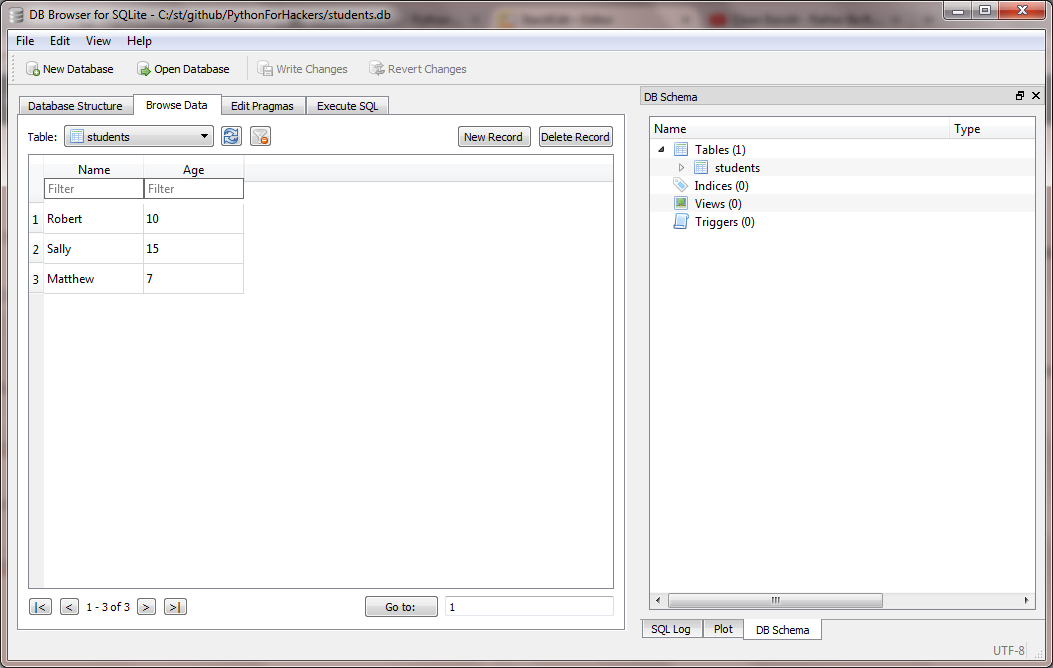 DB Browser for SQLite - C:/st/github/PythonForHackers/students.db
File Edit View Help
New Database Open Database Write Changes Revert Changes
Database Structure Browse Data Edit Pragmas Execute SQL
Table: students New Record Delete Record
Name Age
Filter Filter
1 Robert 10
2 Sally 15
3 Matthew 7
|< < 1 - 3 of 3 > >| Go to: 1
DB Schema
Name Type
Tables (1)
students
Indices (0)
Views (0)
Triggers (0)
SQL Log Plot DB Schema
UTF-8